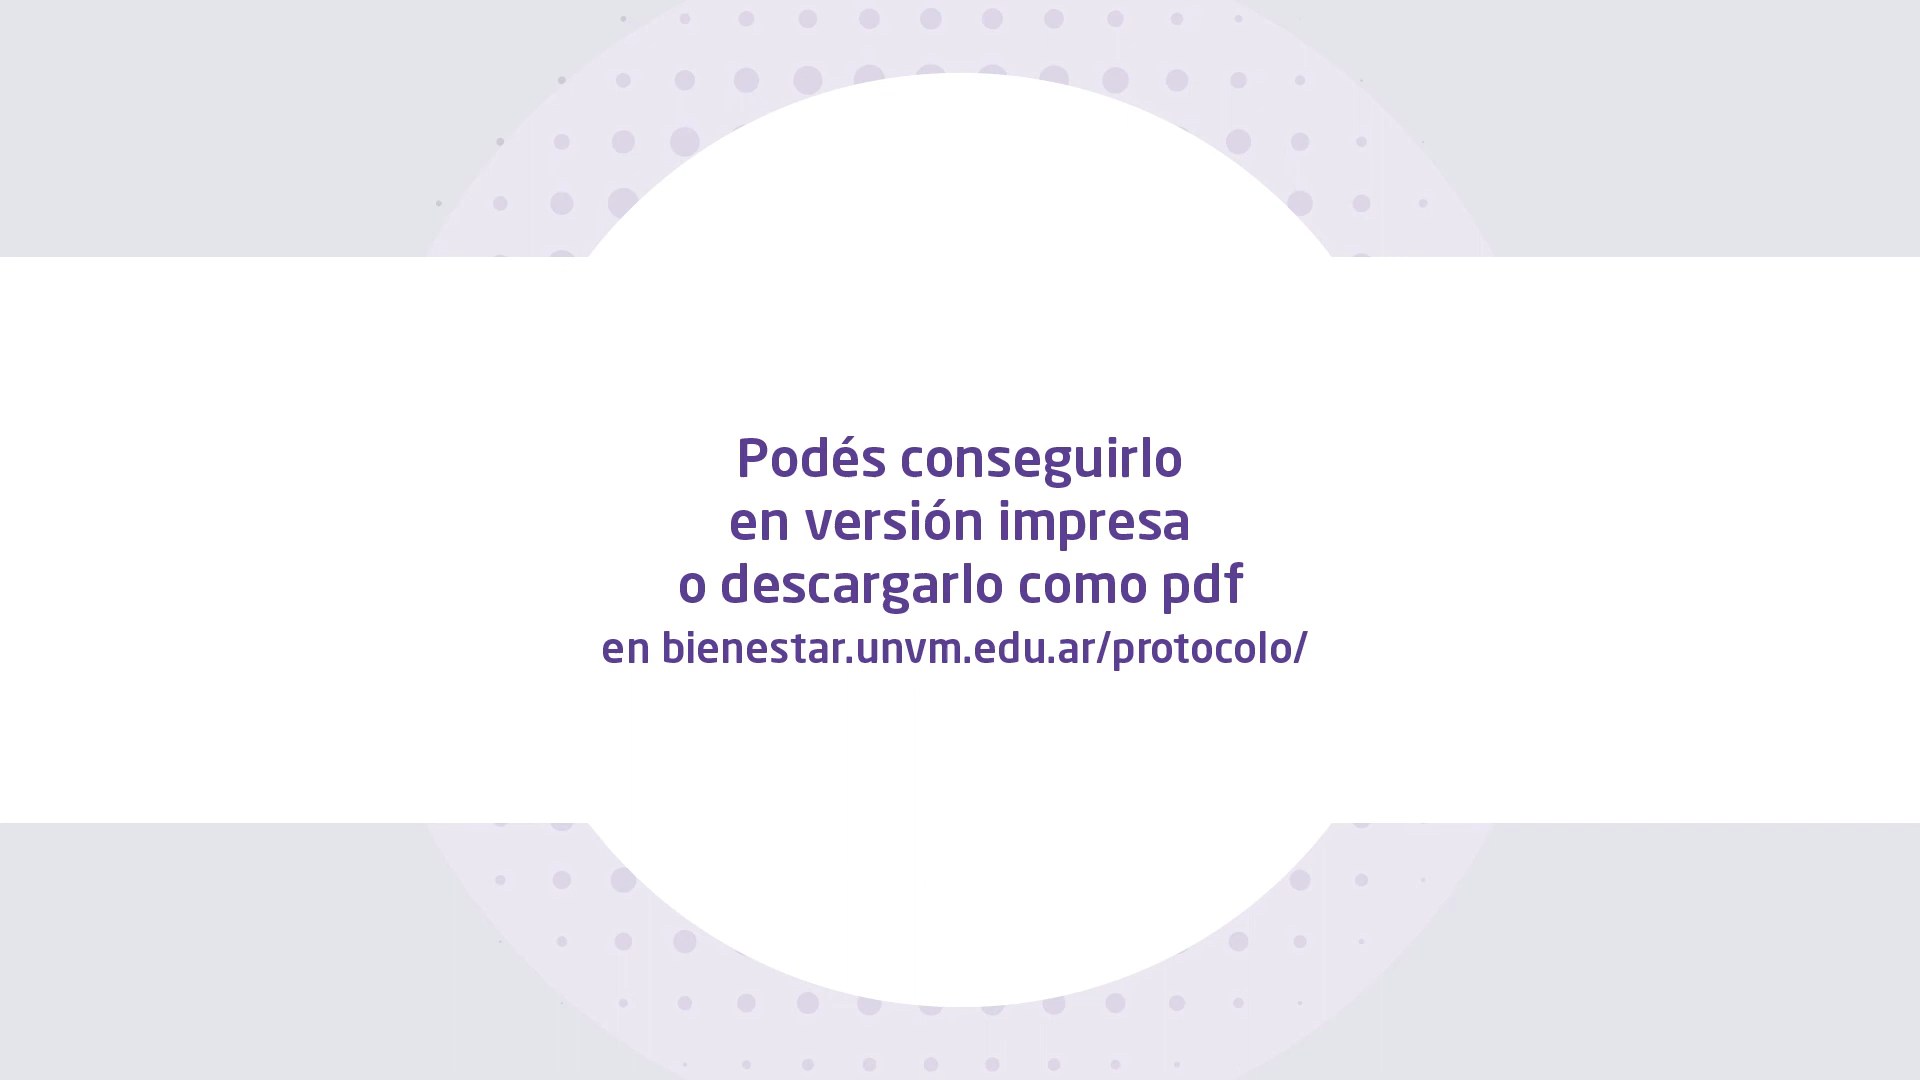 Podés conseguirlo
en versión impresa
o descargarlo como pdf
en bienestar.unvm.edu.ar/protocolo/